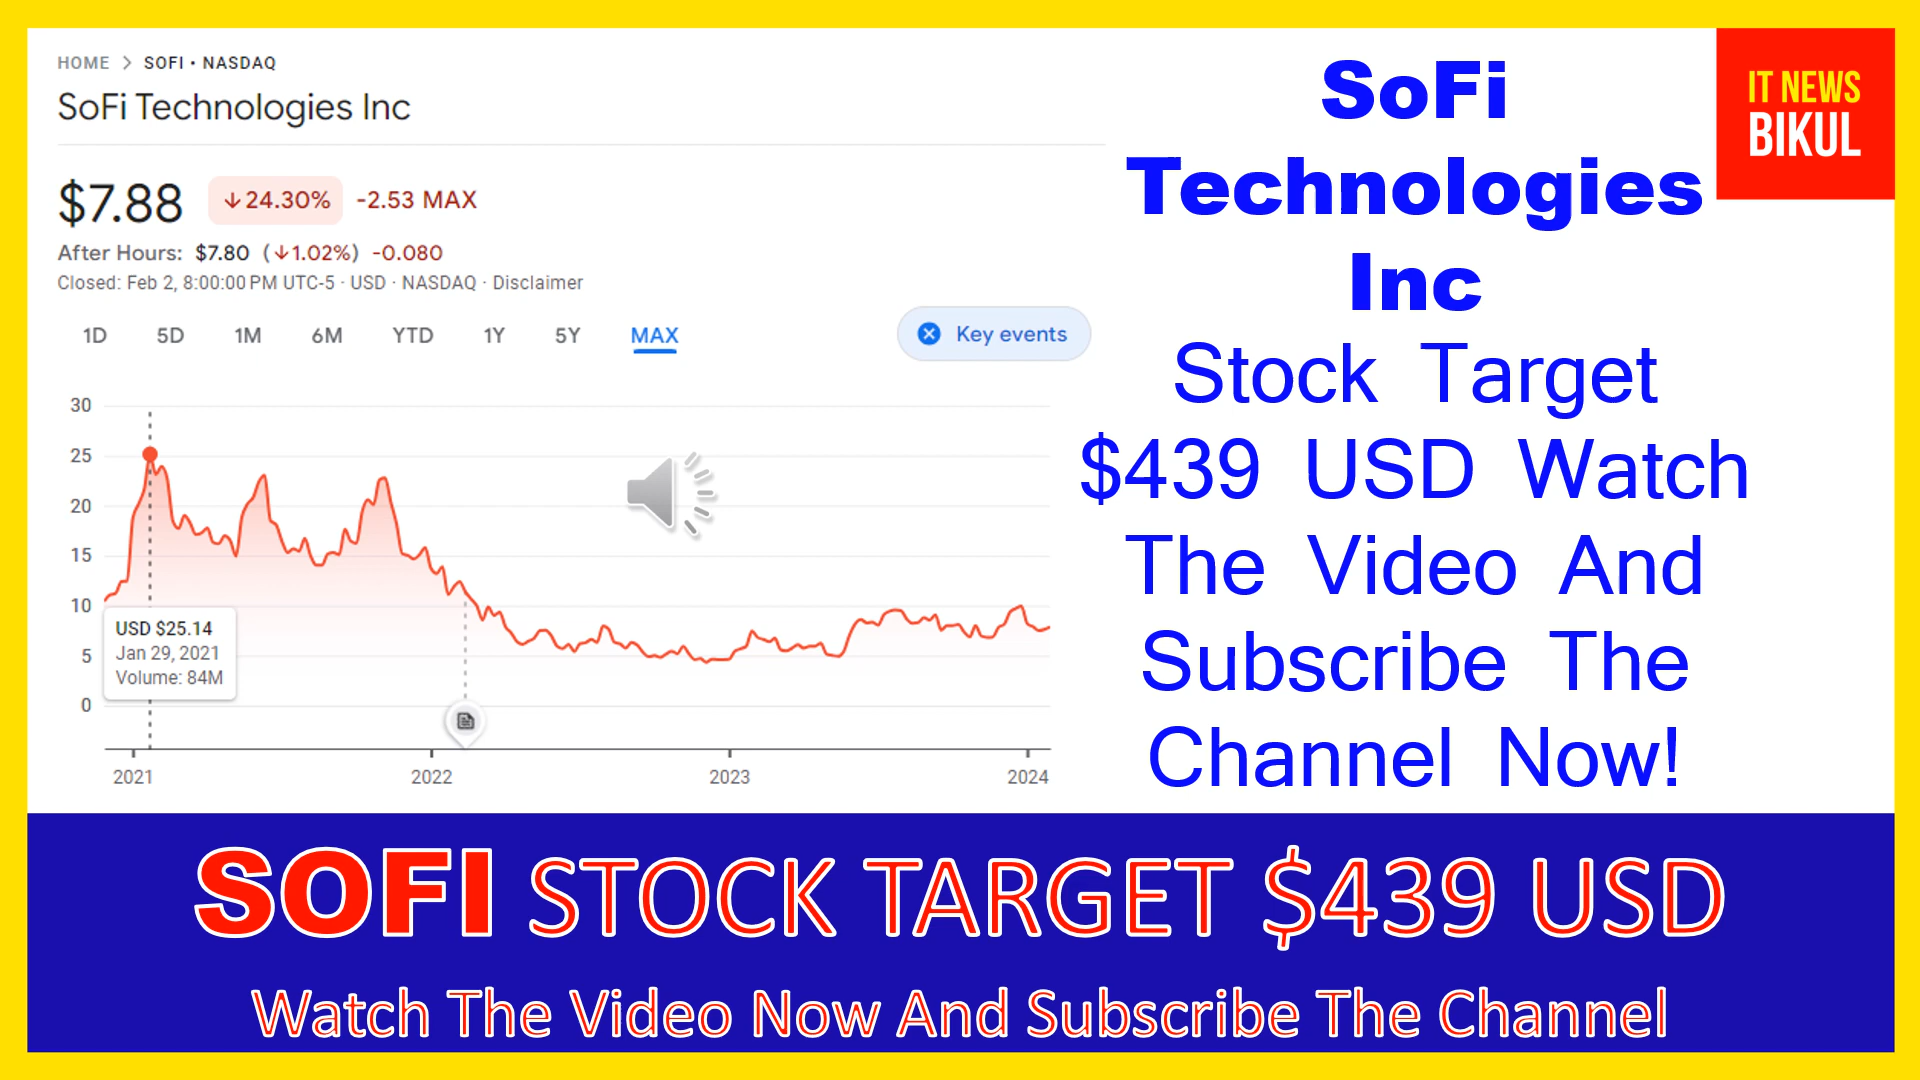 HOME > SOFI • NASDAQ
SoFi Technologies Inc
$7.88 ↓24.30% -2.53 MAX
After Hours: $7.80 (↓1.02%) -0.080
Closed: Feb 2, 8:00:00 PM UTC-5 · USD · NASDAQ · Disclaimer
1D 5D 1M 6M YTD 1Y 5Y MAX
Key events
30
25
20
15
10
5
0
USD $25.14
Jan 29, 2021
Volume: 84M
2021 2022 2023 2024
SoFi
Technologies
Inc
Stock Target
$439 USD Watch
The Video And
Subscribe The
Channel Now!
IT NEWS
BIKUL
SOFI STOCK TARGET $439 USD
Watch The Video Now And Subscribe The Channel